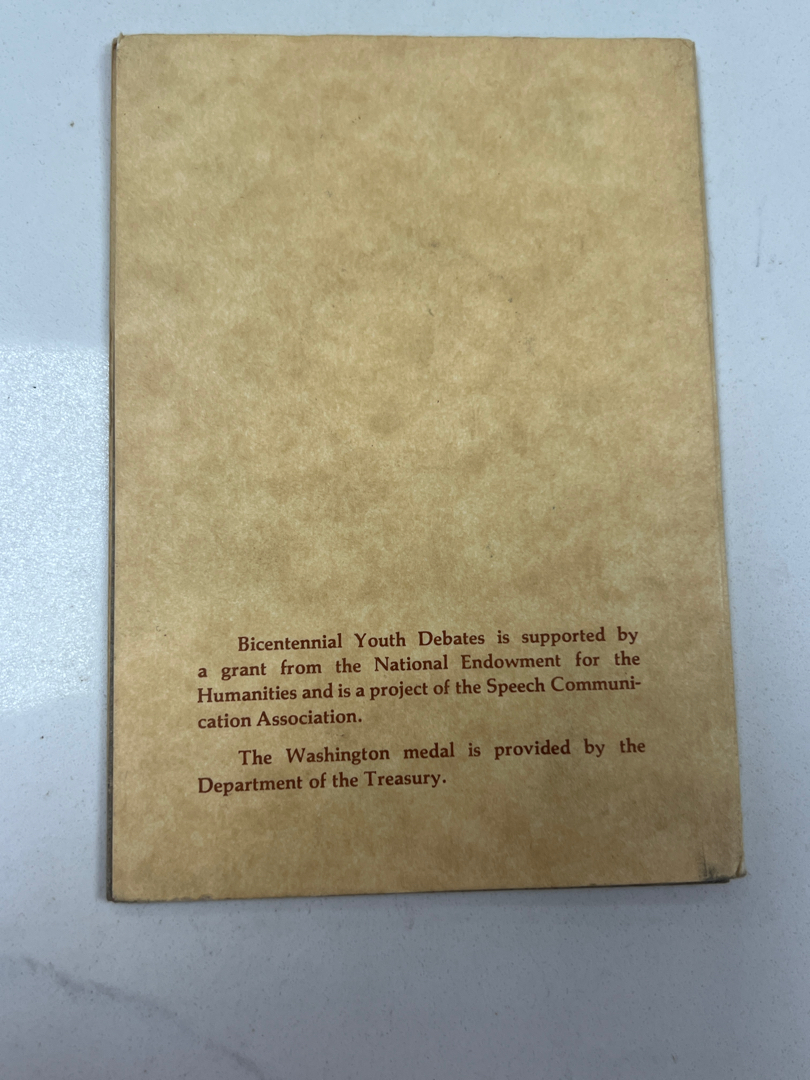 Bicentennial Youth Debates is supported by
a grant from the National Endowment for the
Humanities and is a project of the Speech Communi-
cation Association.
The Washington medal is provided by the
Department of the Treasury.